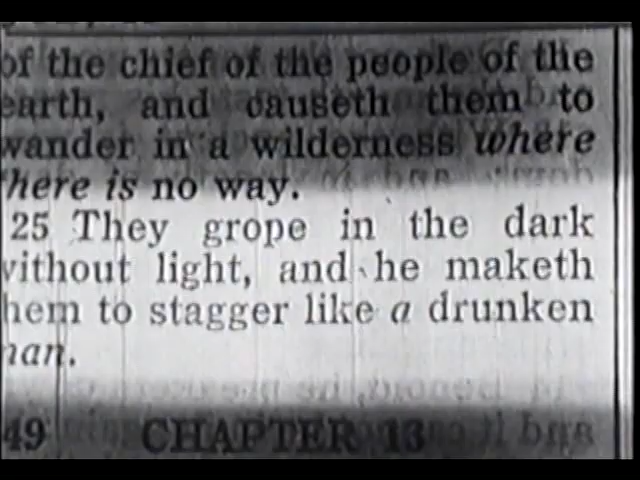 of the chief of the people of the
earth, and causeth them to
wander in a wilderness where
here is no way.
25 They grope in the dark
vithout light, and he maketh
hem to stagger like a drunken
nan.
49 CHAPTER 13